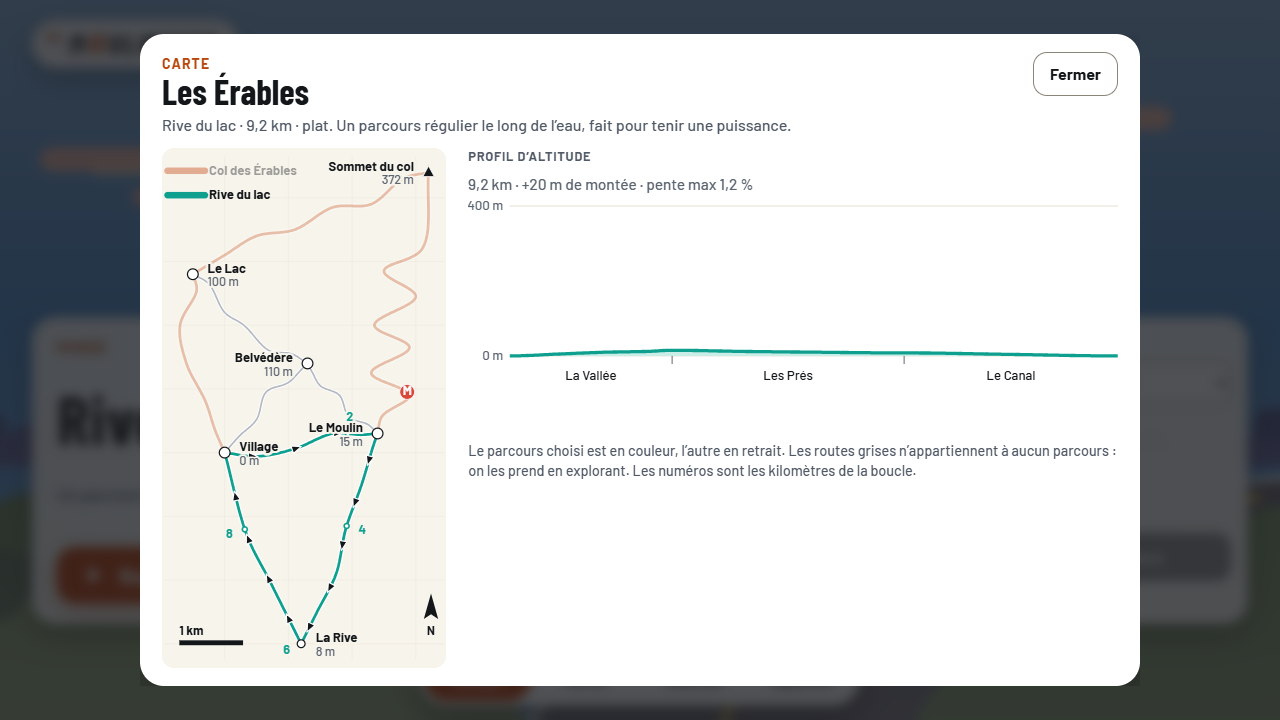 CARTE
Les Érables
Fermer
Rive du lac · 9,2 km · plat. Un parcours régulier le long de l’eau, fait pour tenir une puissance.
Col des Érables
Rive du lac
Sommet du col
372 m
Le Lac
100 m
Belvédère
110 m
M
2
Le Moulin
15 m
Village
0 m
8
4
1 km
N
La Rive
8 m
6
PROFIL D’ALTITUDE
9,2 km · +20 m de montée · pente max 1,2 %
400 m
0 m
La Vallée
Les Prés
Le Canal
Le parcours choisi est en couleur, l’autre en retrait. Les routes grises n’appartiennent à aucun parcours :
on les prend en explorant. Les numéros sont les kilomètres de la boucle.